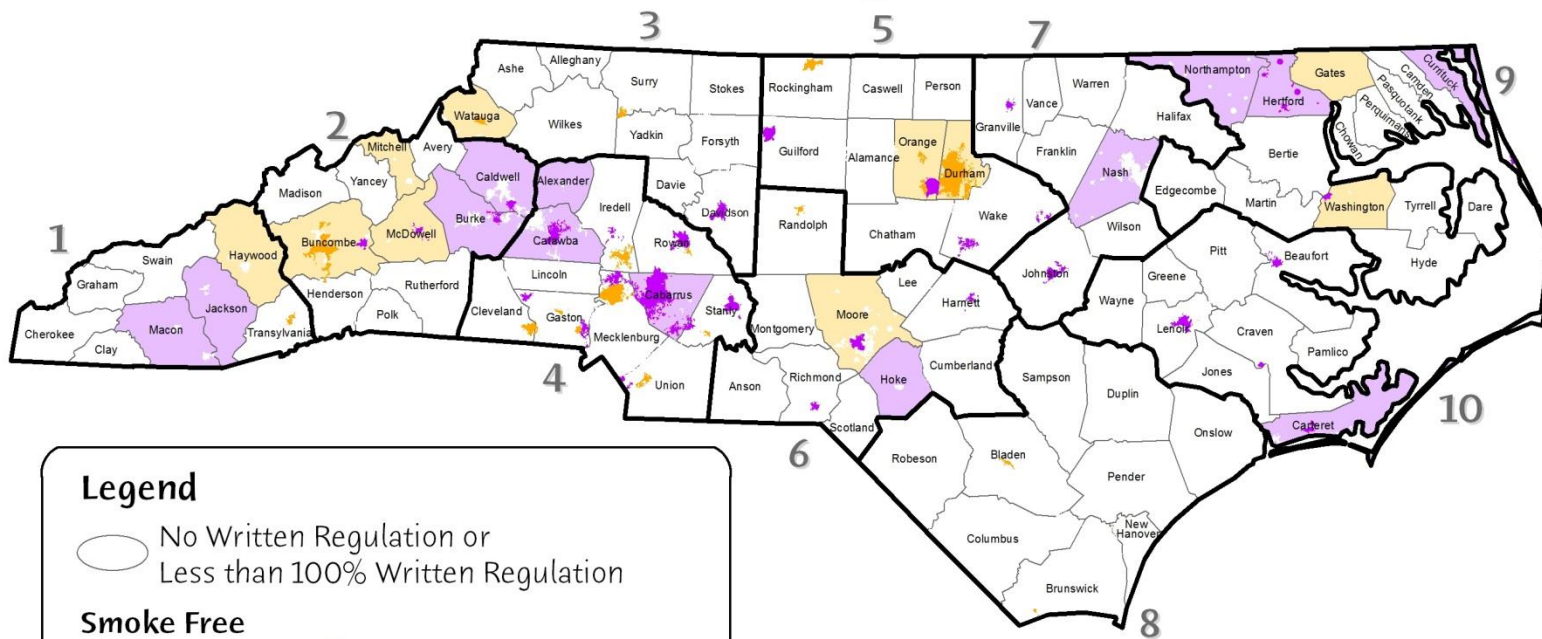 3
5
7
Ashe
Alleghany
Surry
Stokes
Rockingham
Caswell
Person
Granville
Vance
Warren
Northampton
Hertford
Gates
Camden
Pasquotank
Perquimans
Chowan
Currituck
9
2
Watauga
Wilkes
Yadkin
Forsyth
Guilford
Alamance
Orange
Durham
Franklin
Halifax
Bertie
Mitchell
Avery
Caldwell
Alexander
Davie
Iredell
Davidson
Randolph
Chatham
Wake
Nash
Edgecombe
Martin
Washington
Tyrrell
Dare
Madison
Yancey
Burke
McDowell
Buncombe
Catawba
Rowan
Wilson
Pitt
Beaufort
Hyde
1
Haywood
Swain
Graham
Jackson
Henderson
Rutherford
Lincoln
Cabarrus
Lee
Harnett
Johnston
Greene
Wayne
Cherokee
Macon
Clay
Transylvania
Polk
Cleveland
Gaston
Mecklenburg
Stanly
Montgomery
Moore
Lenoir
Craven
Pamlico
Jones
4
Union
Anson
Richmond
Hoke
Cumberland
Sampson
Duplin
Onslow
Carteret
10
Scotland
6
Robeson
Bladen
Pender
Columbus
New
Hanover
Brunswick
8
Legend
No Written Regulation or
Less than 100% Written Regulation
Smoke Free